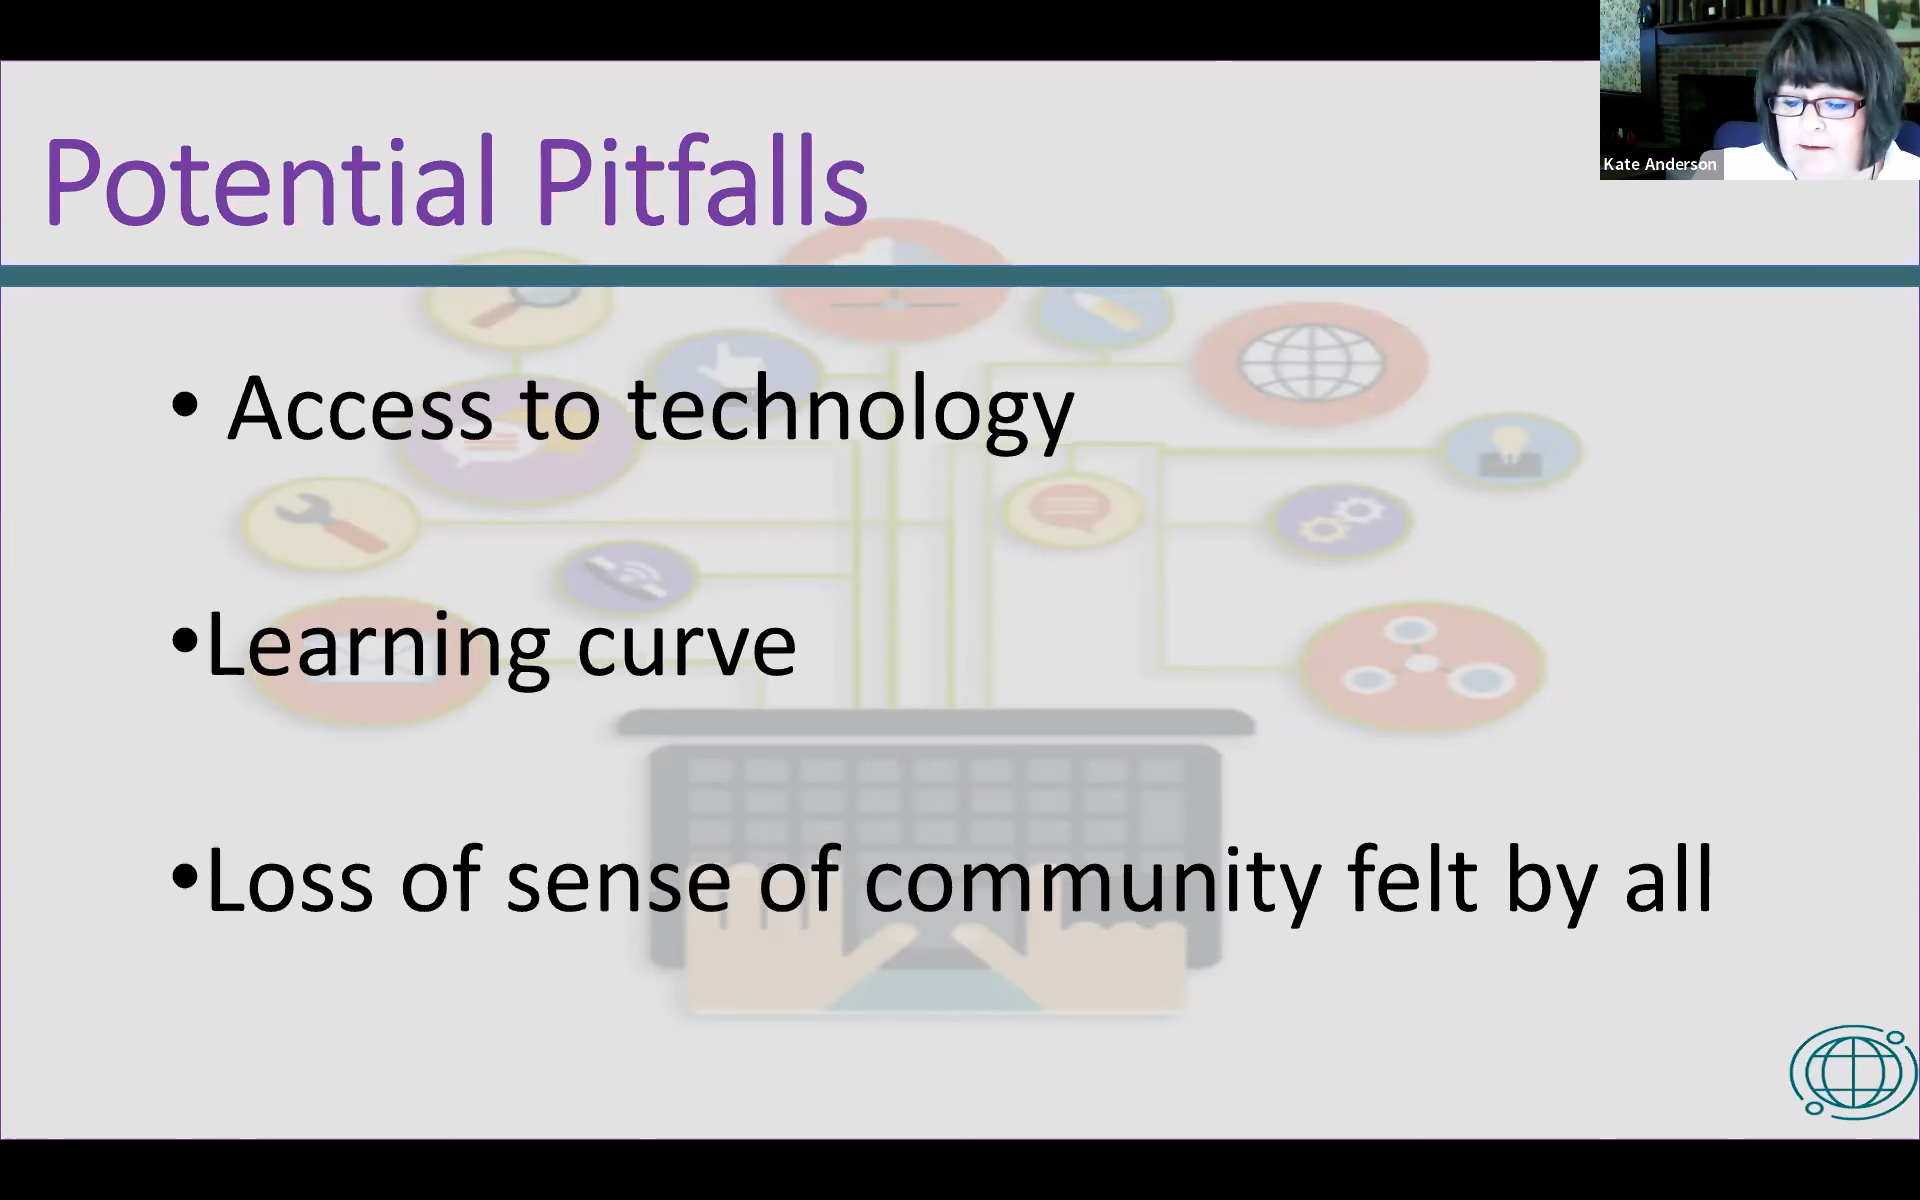 Kate Anderson
Potential Pitfalls
• Access to technology
•Learning curve
•Loss of sense of community felt by all